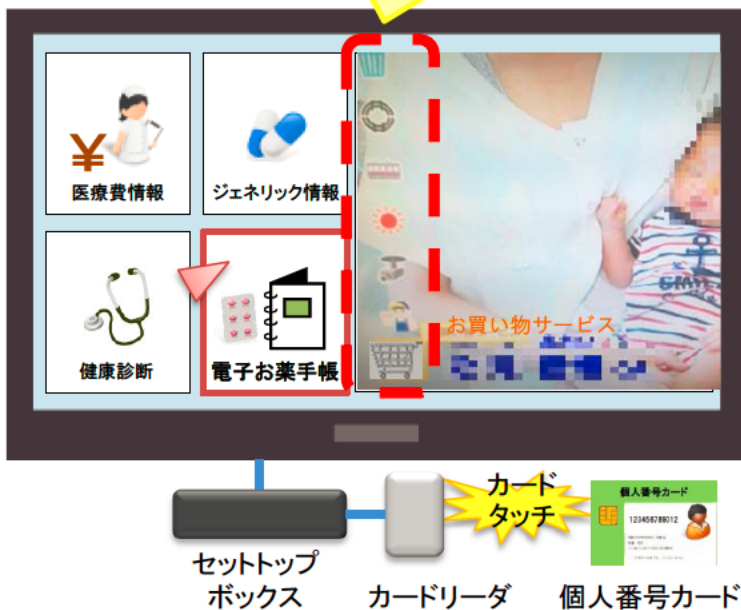 ¥
医療費情報
ジェネリック情報
健康診断
電子お薬手帳
お買い物サービス
カード
タッチ
個人番号カード
123456789012
セットトップ
ボックス
カードリーダ
個人番号カード